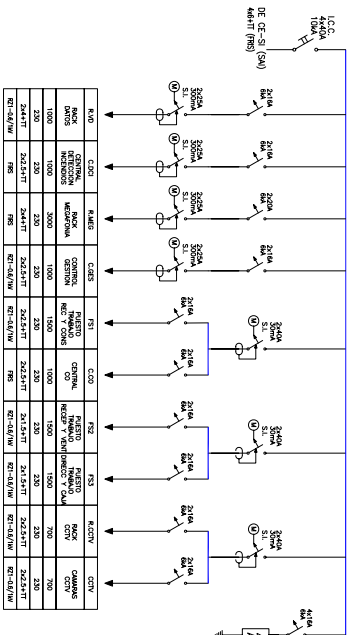 I.C.C.
4x40A
10kA
DE CE-SI (SAI)
4x6+TT (FRS)
2x16A
6kA
2x25A
300mA
S.I.
M
2x16A
6kA
2x25A
300mA
S.I.
M
2x20A
6kA
2x25A
300mA
S.I.
M
2x16A
6kA
2x25A
300mA
S.I.
M
2x40A
30mA
S.I.
M
2x16A
6kA
2x16A
6kA
2x40A
30mA
S.I.
M
2x16A
6kA
2x16A
6kA
2x40A
30mA
S.I.
M
2x16A
6kA
2x16A
6kA
4x16A
6kA
R.VD
RACK
DATOS
1000
230
2x4+TT
RZ1-0.6/1kV
C.DCI
CENTRAL
DETECCION
INCENDIOS
1000
230
2x2.5+TT
FRS
R.MEG
RACK
MEGAFONIA
3000
230
2x4+TT
FRS
C.GES
CONTROL
GESTION
1000
230
2x2.5+TT
RZ1-0.6/1kV
FS1
PUESTO
TRABAJO
REC Y CONS
1500
230
2x2.5+TT
RZ1-0.6/1kV
C.CO
CENTRAL
CO
1000
230
2x2.5+TT
FRS
FS2
PUESTO
TRABAJO
RECEP Y VENT
1500
230
2x1.5+TT
RZ1-0.6/1kV
FS3
PUESTO
TRABAJO
DIRECC Y CAJA
1500
230
2x1.5+TT
RZ1-0.6/1kV
R.CCTV
RACK
CCTV
700
230
2x2.5+TT
RZ1-0.6/1kV
CCTV
CAMARAS
CCTV
700
230
2x2.5+TT
RZ1-0.6/1kV